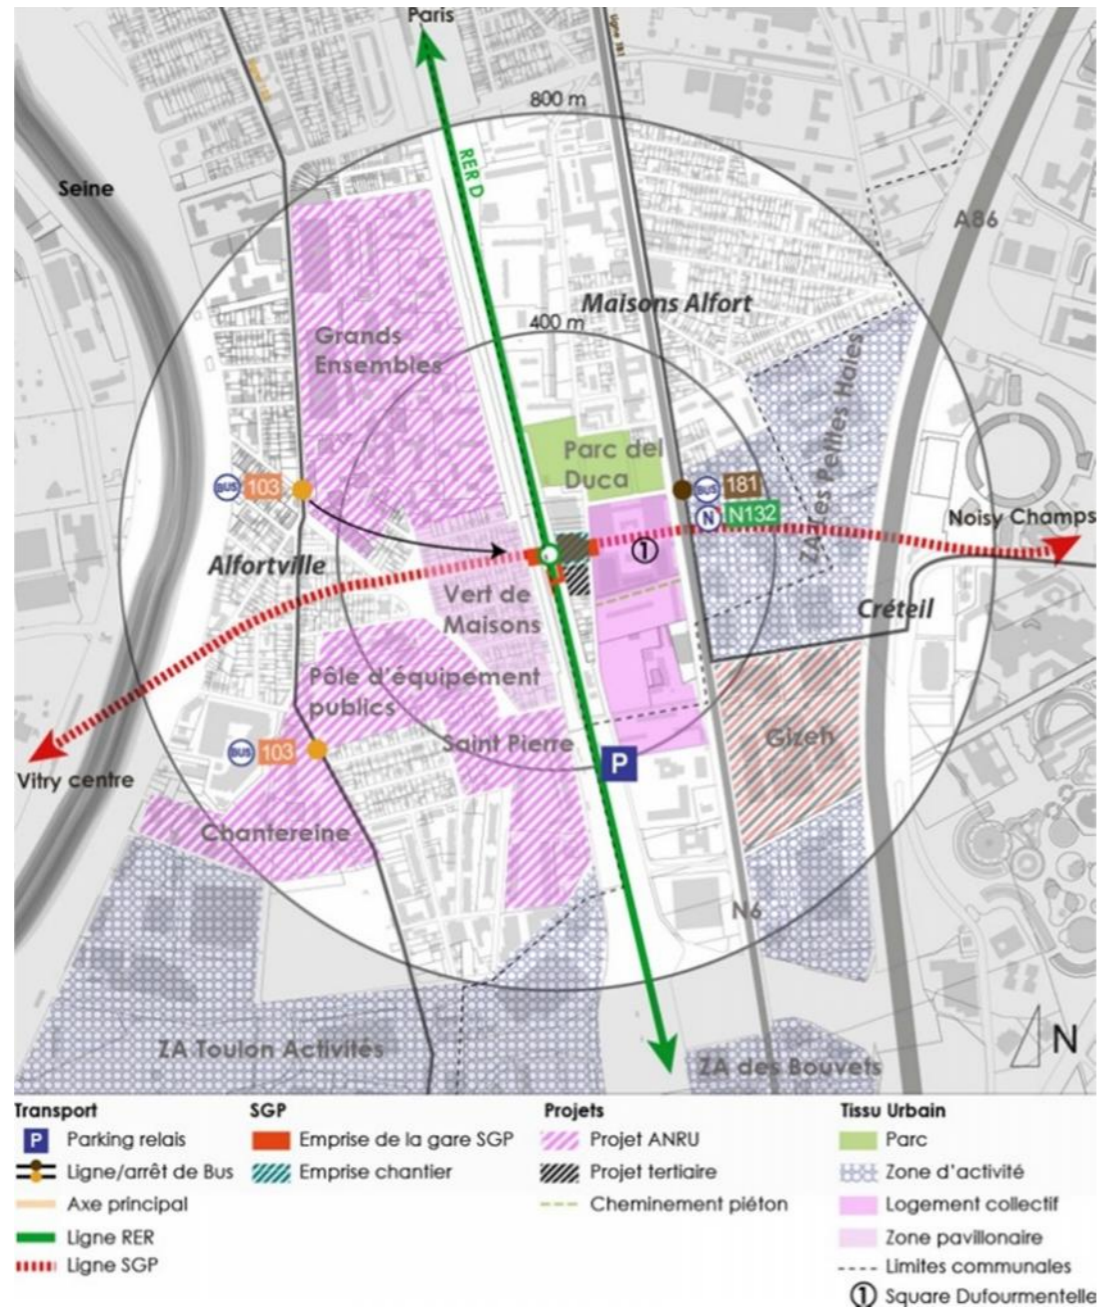 Paris
Ligne 181
800 m
RER D
Seine
A86
Maisons Alfort
400 m
Grands
Ensembles
ZA des Petites Haies
Parc del
Duca
BUS 103
BUS 181
N N132
Noisy Champs
1
Alfortville
Vert de
Maisons
Créteil
Pôle d'équipement
publics
Saint Pierre
Gizeh
BUS 103
P
Vitry centre
Chantereine
N6
ZA Toulon Activités
ZA des Bouvets
N
Transport
P Parking relais
Ligne/arrêt de Bus
Axe principal
Ligne RER
Ligne SGP
SGP
Emprise de la gare SGP
Emprise chantier
Projets
Projet ANRU
Projet tertiaire
Cheminement piéton
Tissu Urbain
Parc
Zone d'activité
Logement collectif
Zone pavillonaire
Limites communales
1 Square Dufourmentelle